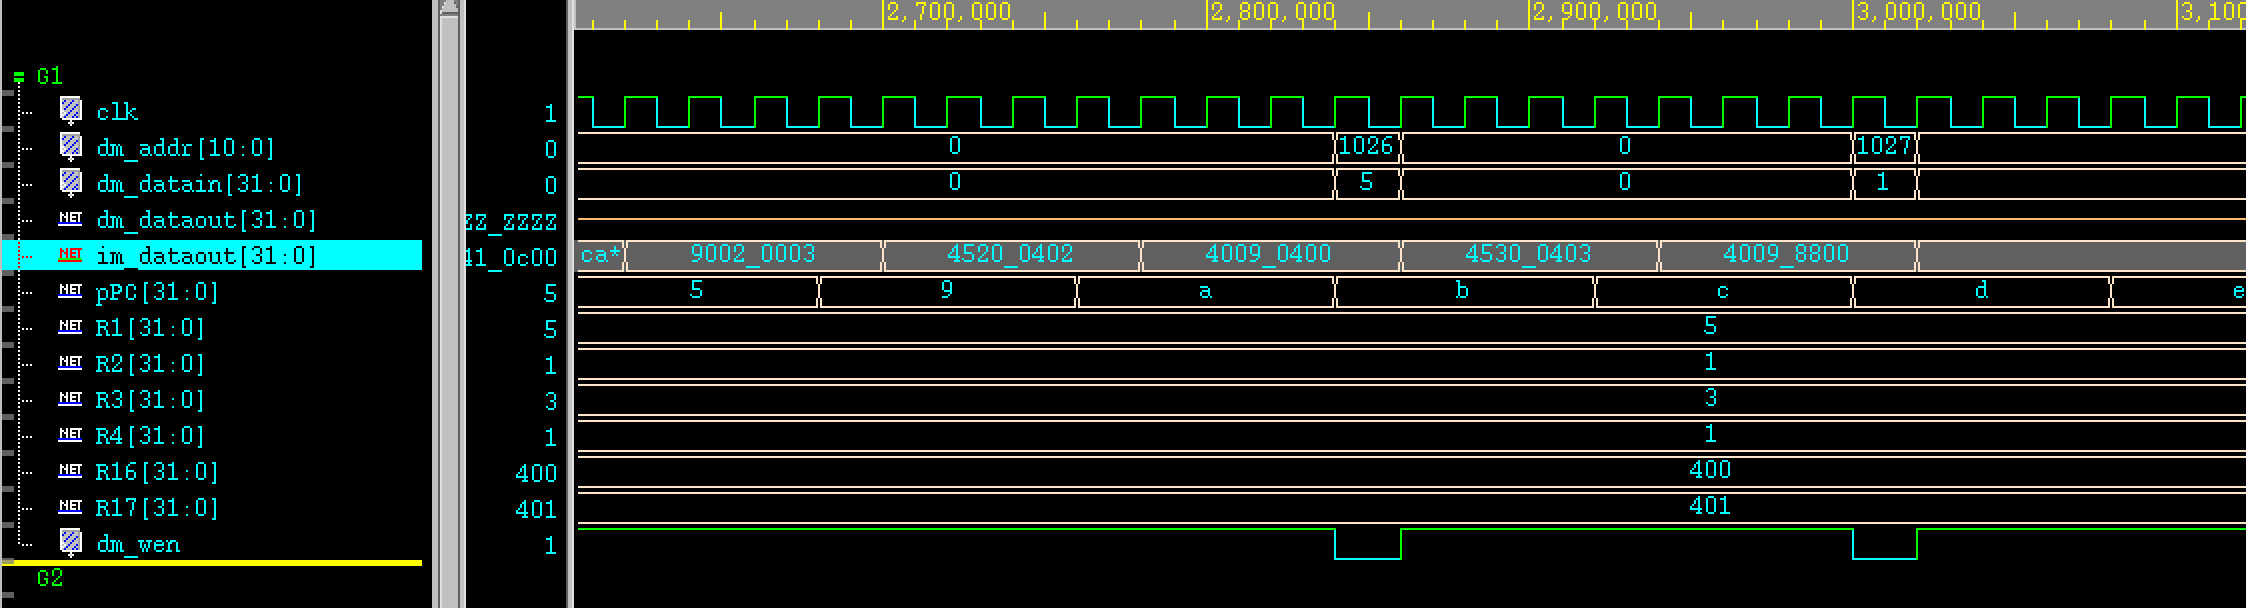 2,700,000 2,800,000 2,900,000 3,000,000 3,100
G1
clk 1
dm_addr[10:0] 0 0 1026 0 1027
dm_datain[31:0] 0 0 5 0 1
dm_dataout[31:0] ZZ_ZZZZ
im_dataout[31:0] 41_0c00 ca* 9002_0003 4520_0402 4009_0400 4530_0403 4009_8800
pPC[31:0] 5 5 9 a b c d e
R1[31:0] 5 5
R2[31:0] 1 1
R3[31:0] 3 3
R4[31:0] 1 1
R16[31:0] 400 400
R17[31:0] 401 401
dm_wen 1
G2